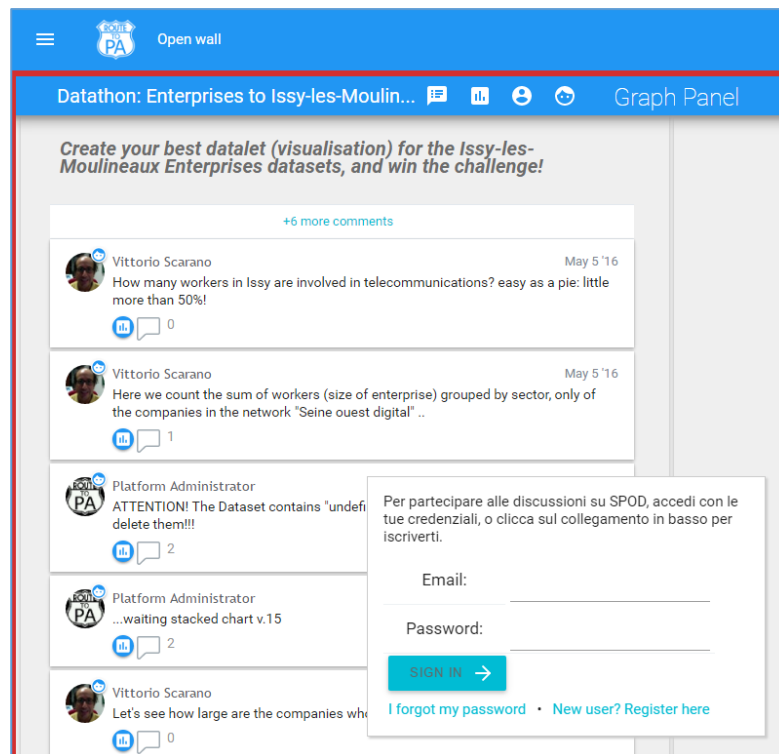 ROUTE TO PA
Open wall
Datathon: Enterprises to Issy-les-Moulin...
Graph Panel
Create your best datalet (visualisation) for the Issy-les-
Moulineaux Enterprises datasets, and win the challenge!
+6 more comments
Vittorio Scarano
May 5 '16
How many workers in Issy are involved in telecommunications? easy as a pie: little
more than 50%!
0
Vittorio Scarano
May 5 '16
Here we count the sum of workers (size of enterprise) grouped by sector, only of
the companies in the network "Seine ouest digital" ..
1
ROUTE TO PA
Platform Administrator
ATTENTION! The Dataset contains "undefi
delete them!!!
2
ROUTE TO PA
Platform Administrator
...waiting stacked chart v.15
2
Vittorio Scarano
Let's see how large are the companies who
0
Per partecipare alle discussioni su SPOD, accedi con le
tue credenziali, o clicca sul collegamento in basso per
iscriverti.
Email:
Password:
SIGN IN
I forgot my password • New user? Register here